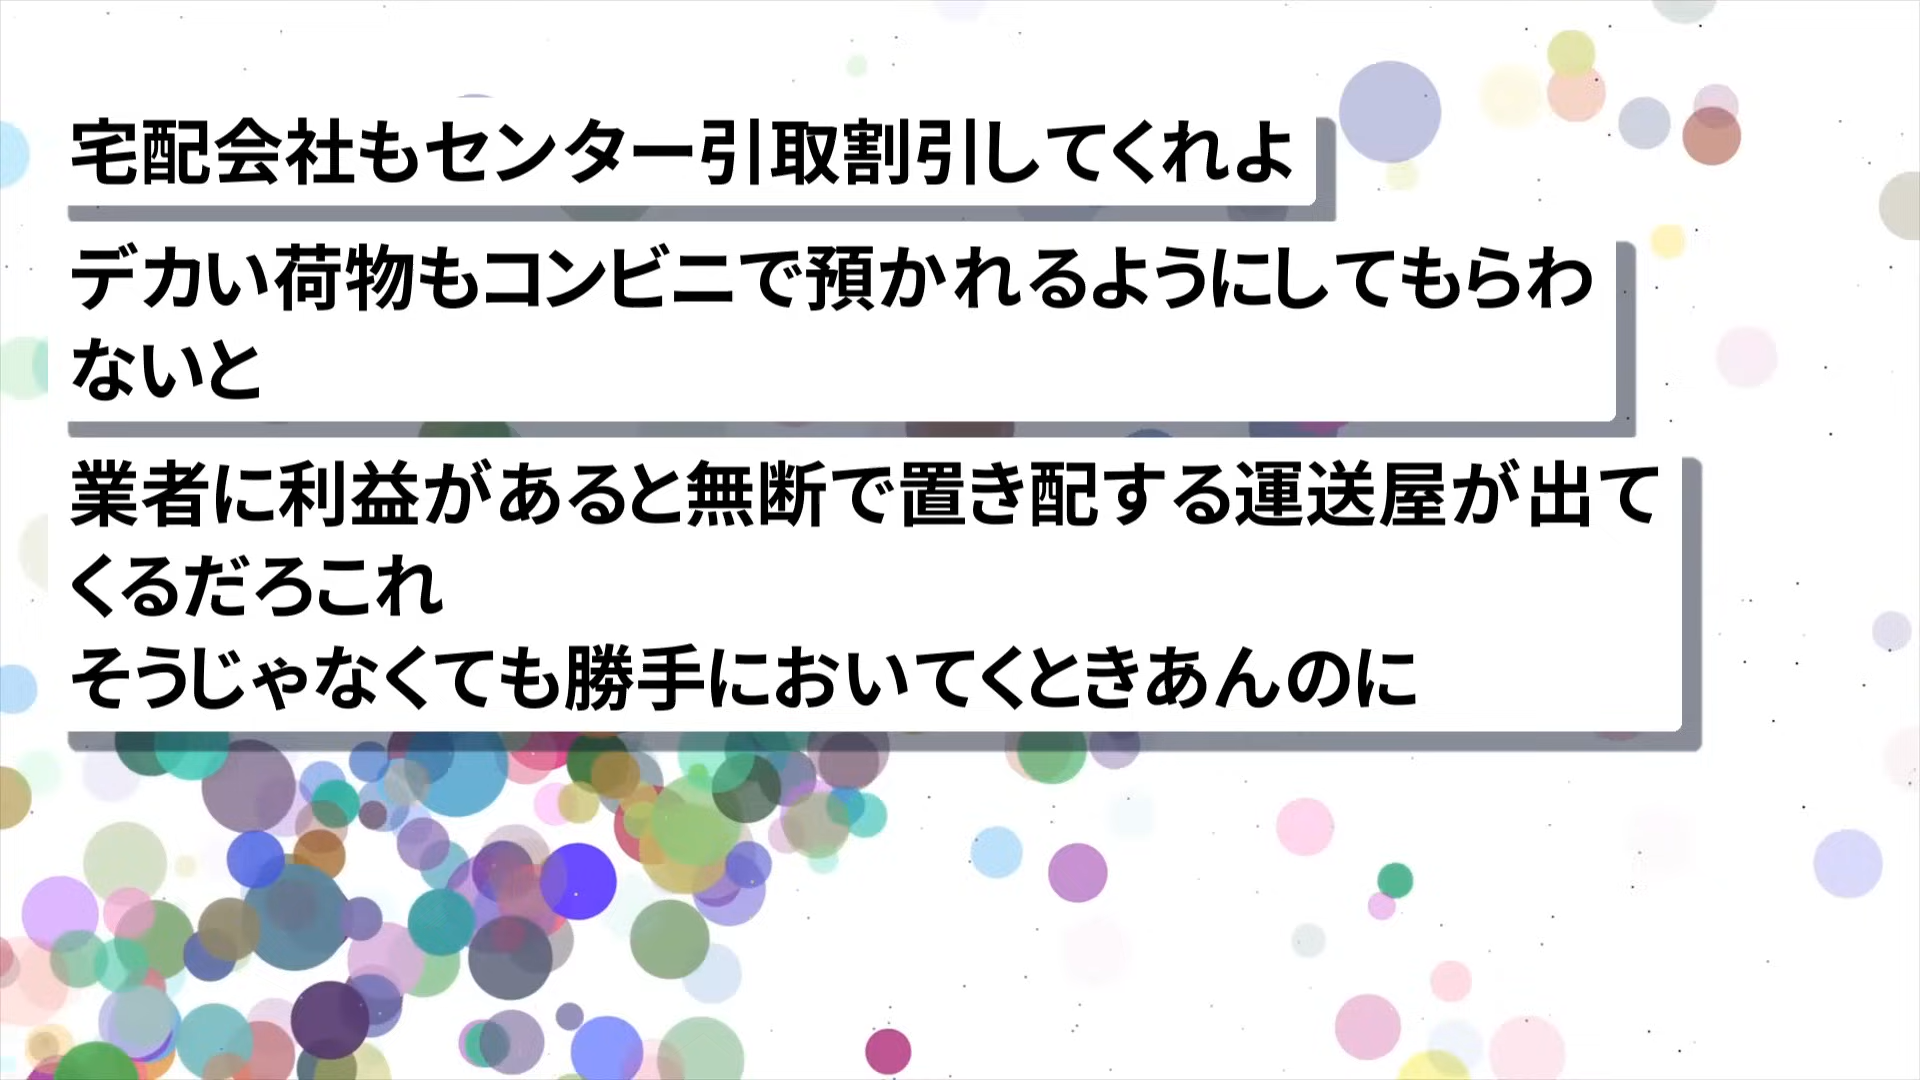 宅配会社もセンター引取割引してくれよ
デカい荷物もコンビニで預かれるようにしてもらわ
ないと
業者に利益があると無断で置き配する運送屋が出て
くるだろこれ
そうじゃなくても勝手においてくときあんのに